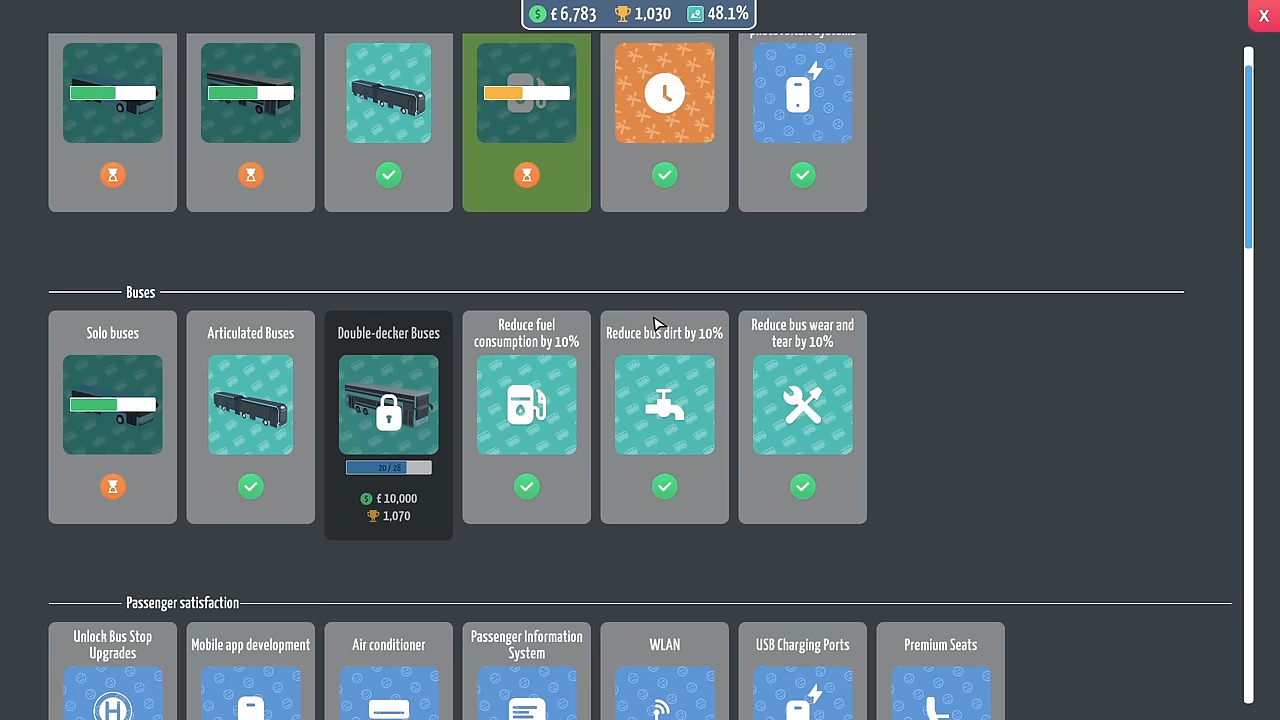 £ 6,783 1,030 48.1%
X
photovoltaic systems
Buses
Solo buses
Articulated Buses
Double-decker Buses
Reduce fuel
consumption by 10%
Reduce bus dirt by 10%
Reduce bus wear and
tear by 10%
20 / 28
£ 10,000
1,070
Passenger satisfaction
Unlock Bus Stop
Upgrades
Mobile app development
Air conditioner
Passenger Information
System
WLAN
USB Charging Ports
Premium Seats
H